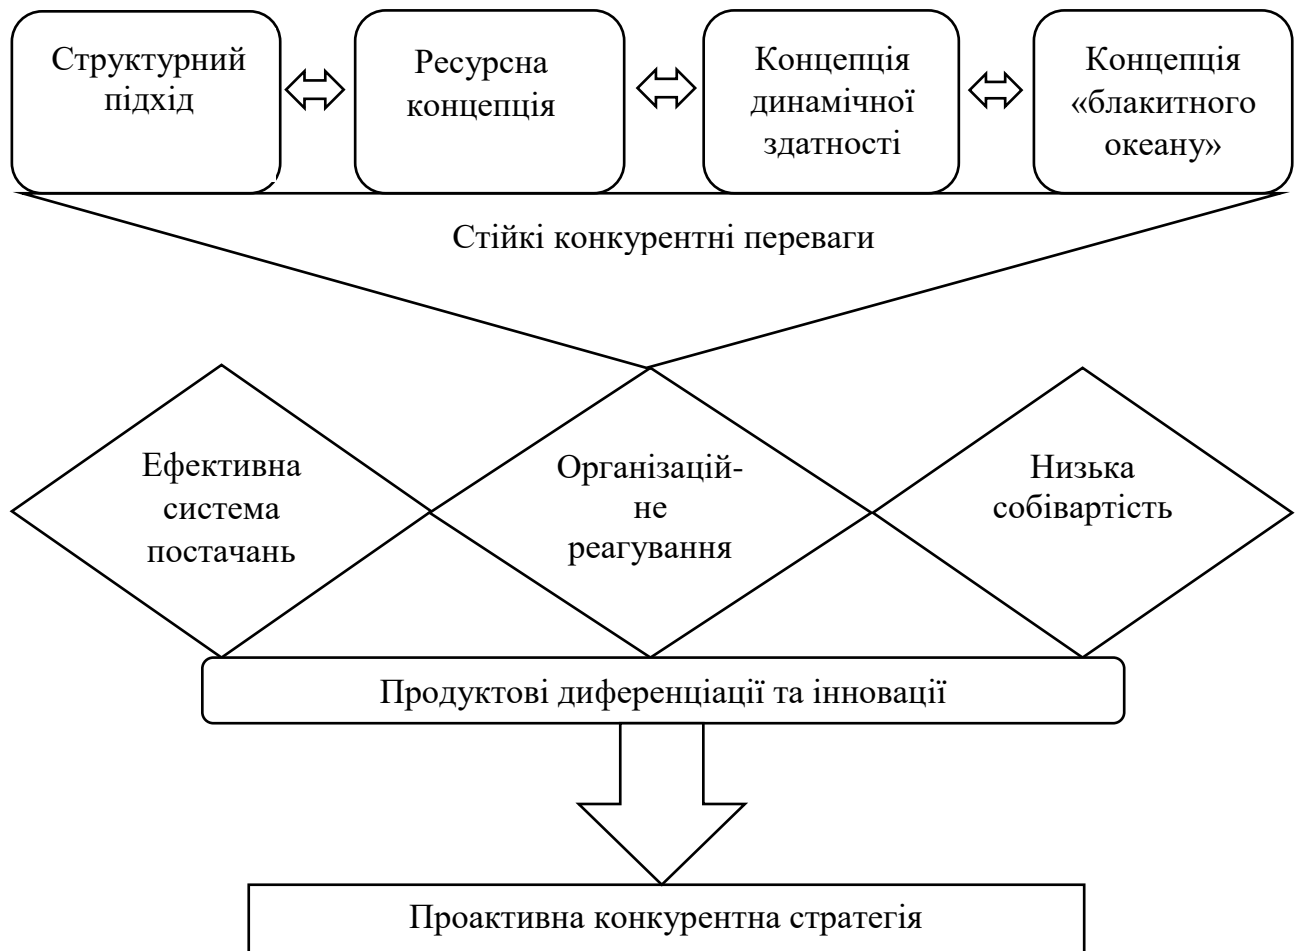 Структурний
підхід
Ресурсна
концепція
Концепція
динамічної
здатності
Концепція
«блакитного
океану»
Стійкі конкурентні переваги
Ефективна
система
постачань
Організацій-
не
реагування
Низька
собівартість
Продуктові диференціації та інновації
Проактивна конкурентна стратегія